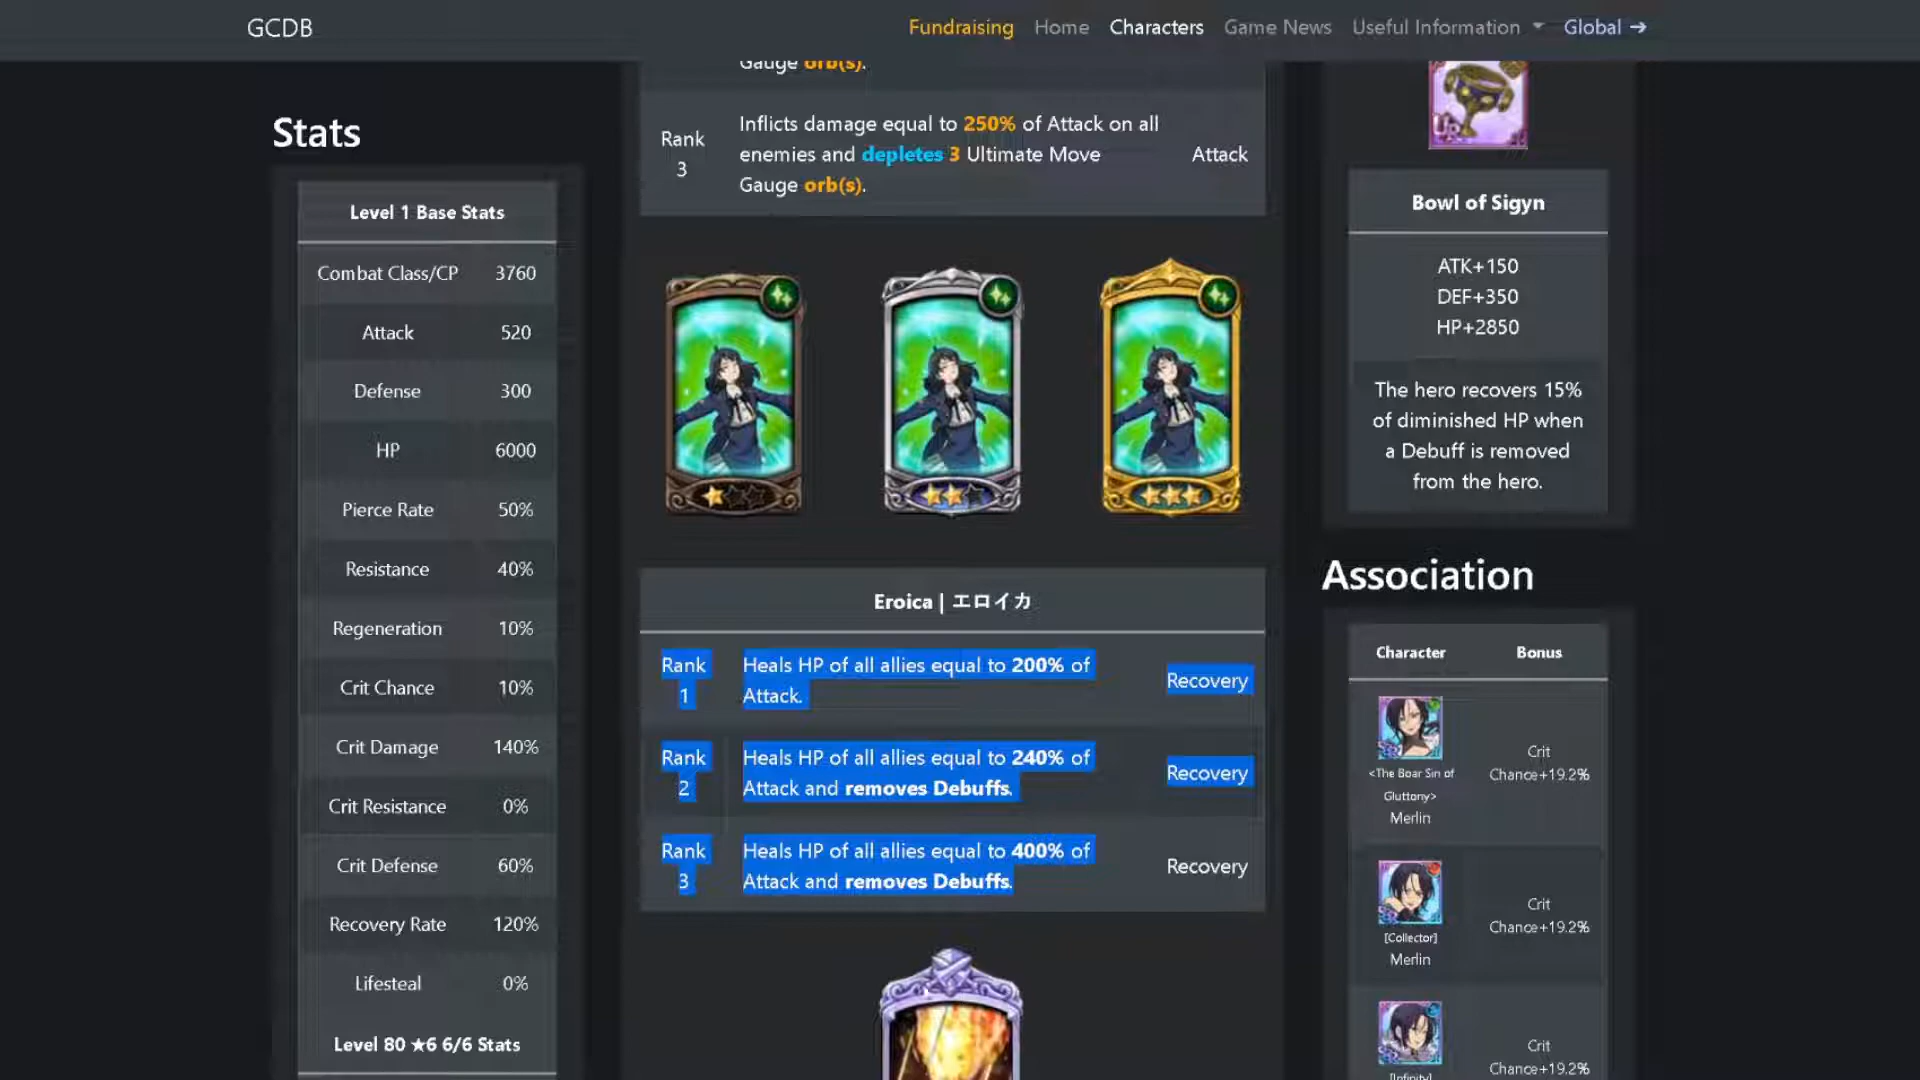 GCDB
Fundraising
Home
Characters
Game News
Useful Information
Global ➔
Stats
Level 1 Base Stats
Combat Class/CP 3760
Attack 520
Defense 300
HP 6000
Pierce Rate 50%
Resistance 40%
Regeneration 10%
Crit Chance 10%
Crit Damage 140%
Crit Resistance 0%
Crit Defense 60%
Recovery Rate 120%
Lifesteal 0%
Level 80 ★6 6/6 Stats
Gauge orb(s).
Rank
3
Inflicts damage equal to 250% of Attack on all
enemies and depletes 3 Ultimate Move
Gauge orb(s).
Attack
Eroica | エロイカ
Rank
1
Heals HP of all allies equal to 200% of
Attack.
Recovery
Rank
2
Heals HP of all allies equal to 240% of
Attack and removes Debuffs.
Recovery
Rank
3
Heals HP of all allies equal to 400% of
Attack and removes Debuffs.
Recovery
UR
Bowl of Sigyn
ATK+150
DEF+350
HP+2850
The hero recovers 15%
of diminished HP when
a Debuff is removed
from the hero.
Association
Character Bonus
<The Boar Sin of
Gluttony>
Merlin
Crit
Chance+19.2%
[Collector]
Merlin
Crit
Chance+19.2%
[Infinity]
Crit
Chance+19.2%